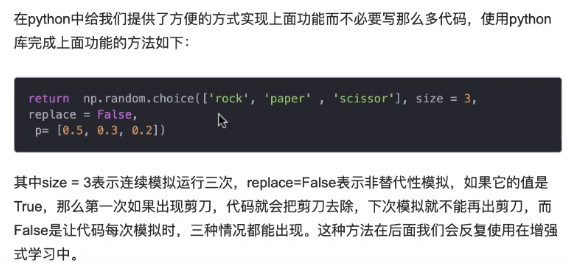 在python中给我们提供了方便的方式实现上面功能而不必要写那么多代码，使用python
库完成上面功能的方法如下：
return  np.random.choice(['rock', 'paper' , 'scissor'], size = 3,
replace = False,
 p= [0.5, 0.3, 0.2])
其中size = 3表示连续模拟运行三次，replace=False表示非替代性模拟，如果它的值是
True，那么第一次如果出现剪刀，代码就会把剪刀去除，下次模拟就不能再出剪刀，而
False是让代码每次模拟时，三种情况都能出现。这种方法在后面我们会反复使用在增强
式学习中。